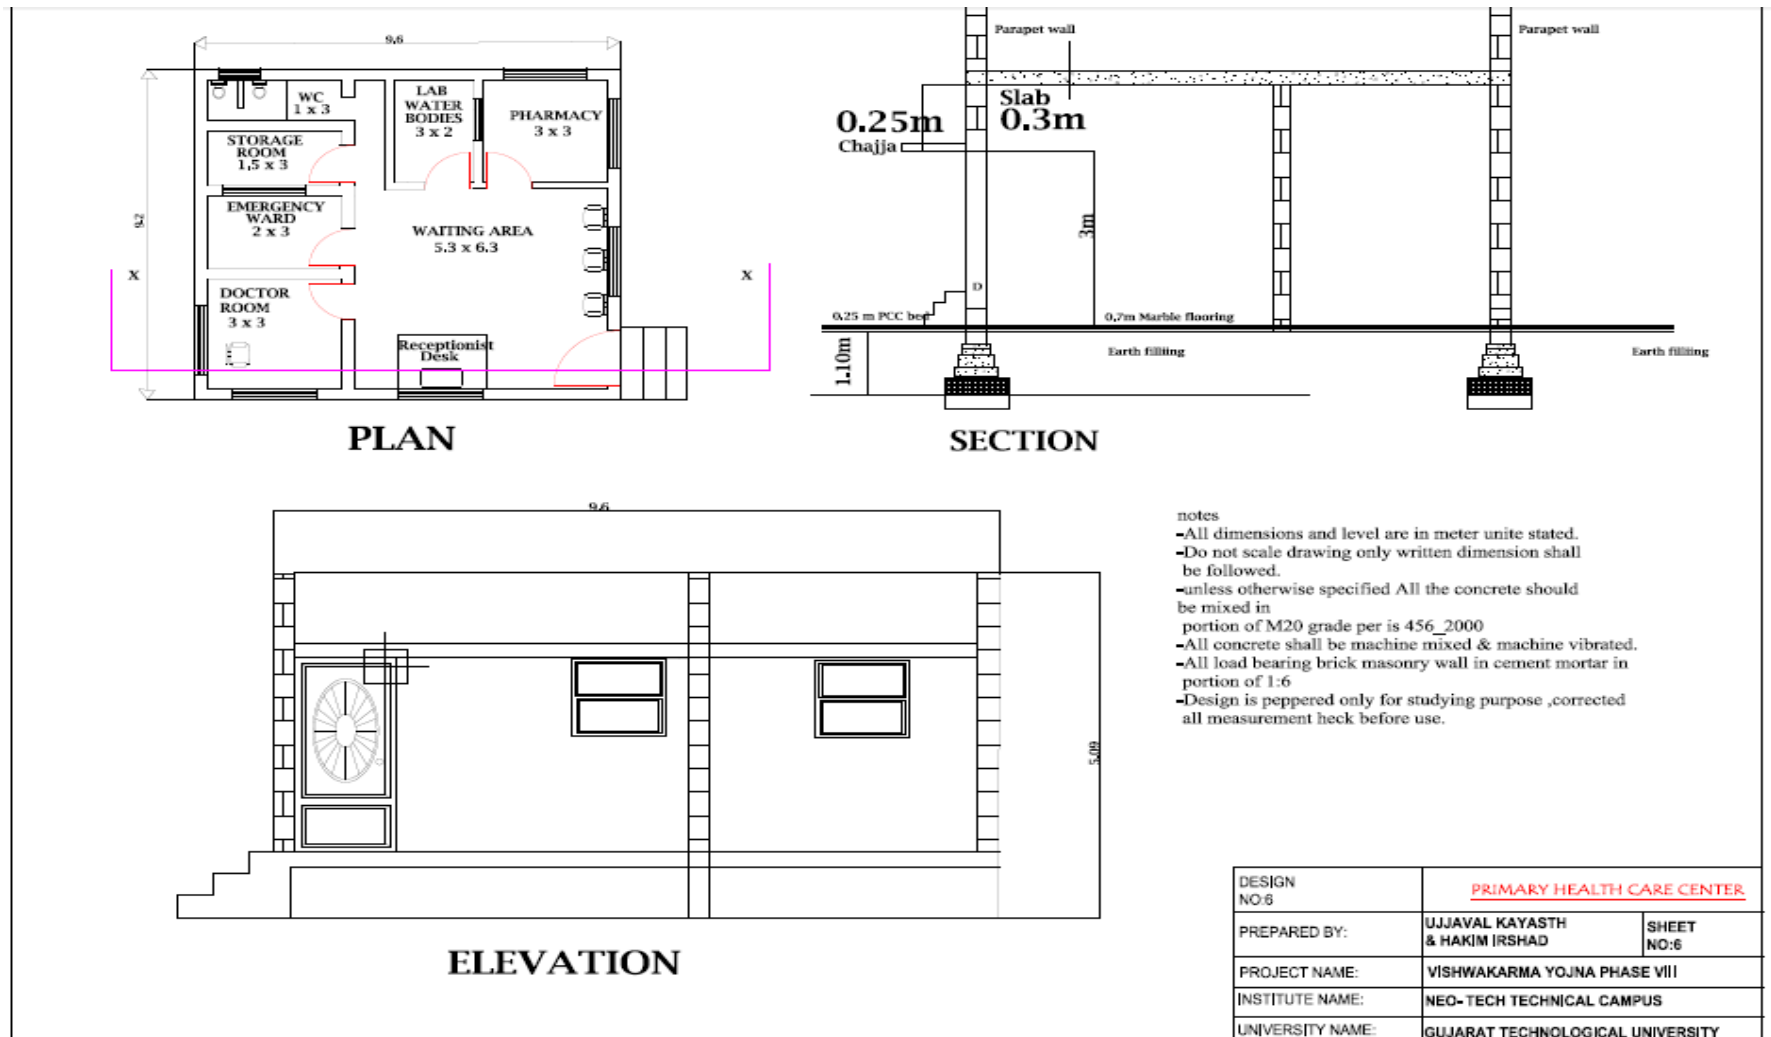 9.6
9.2
WC
1 x 3
LAB
WATER
BODIES
3 x 2
PHARMACY
3 x 3
STORAGE
ROOM
1,5 x 3
EMERGENCY
WARD
2 x 3
WAITING AREA
5.3 x 6.3
X
X
DOCTOR
ROOM
3 x 3
Receptionist
Desk
PLAN
Parapet wall
Parapet wall
Slab
0.3m
0.25m
Chajja
3m
D
0.25 m PCC bed
0,7m Marble flooring
1.10m
Earth filliing
Earth filliing
SECTION
9.6
5.09
ELEVATION
notes
-All dimensions and level are in meter unite stated.
-Do not scale drawing only written dimension shall
be followed.
-unless otherwise specified All the concrete should
be mixed in
portion of M20 grade per is 456_2000
-All concrete shall be machine mixed & machine vibrated.
-All load bearing brick masonry wall in cement mortar in
portion of 1:6
-Design is peppered only for studying purpose ,corrected
all measurement heck before use.
DESIGN
NO:6
PRIMARY HEALTH CARE CENTER
PREPARED BY:
UJJAVAL KAYASTH
& HAKIM IRSHAD
SHEET
NO:6
PROJECT NAME:
VISHWAKARMA YOJNA PHASE VIII
INSTITUTE NAME:
NEO-TECH TECHNICAL CAMPUS
UNIVERSITY NAME:
GUJARAT TECHNOLOGICAL UNIVERSITY